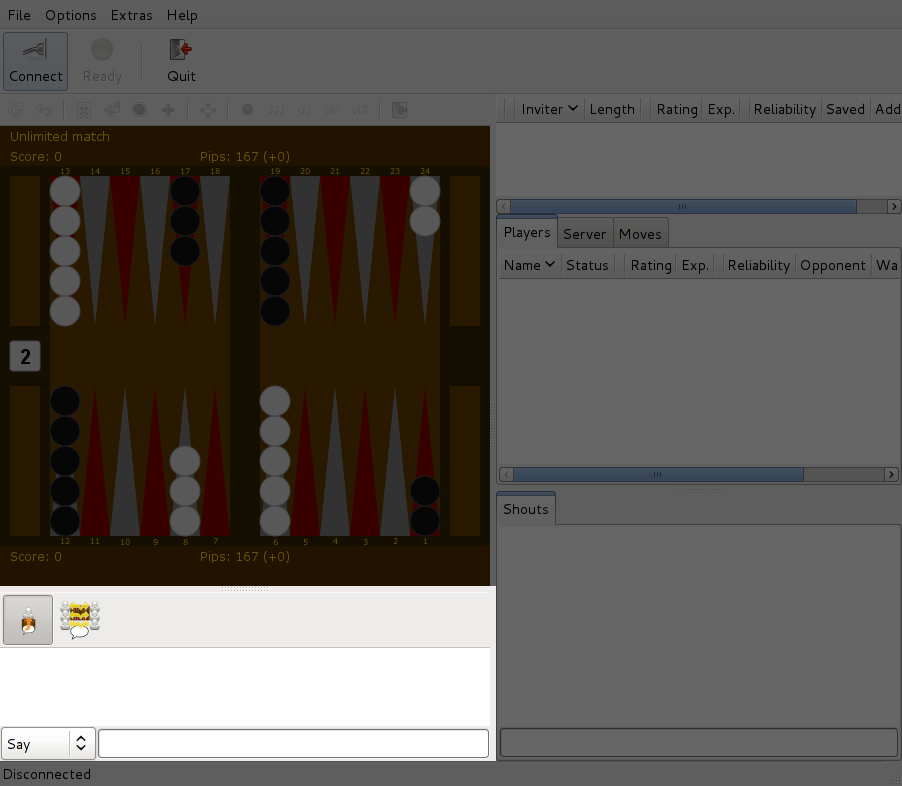 File Options Extras Help
Connect Ready Quit
Inviter Length Rating Exp. Reliability Saved Add
Unlimited match
Score: 0 Pips: 167 (+0)
13 14 15 16 17 18 19 20 21 22 23 24
Players Server Moves
Name Status Rating Exp. Reliability Opponent Wa
2
12 11 10 9 8 7 6 5 4 3 2 1
Score: 0 Pips: 167 (+0)
Shouts
Say
Disconnected